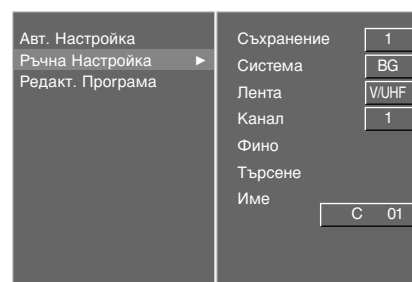 Авт. Настройка
Ръчна Настройка ►
Редакт. Програма
Съхранение 1
Система BG
Лента V/UHF
Канал 1
Фино
Търсене
Име
C 01